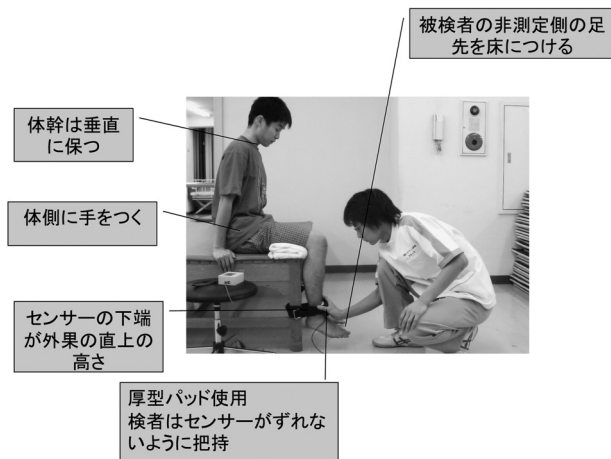 被検者の非測定側の足
先を床につける
体幹は垂直
に保つ
体側に手をつく
センサーの下端
が外果の直上の
高さ
厚型パッド使用
検者はセンサーがずれな
いように把持